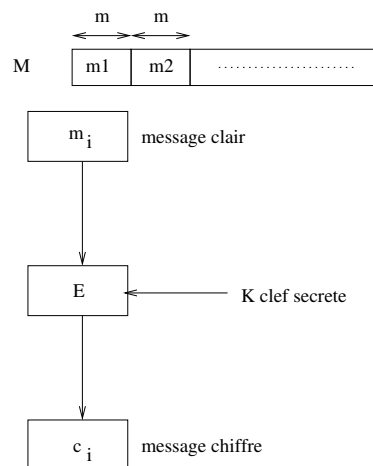 m m
M m1 m2 ........................
m i message clair
E
K clef secrete
c i message chiffre